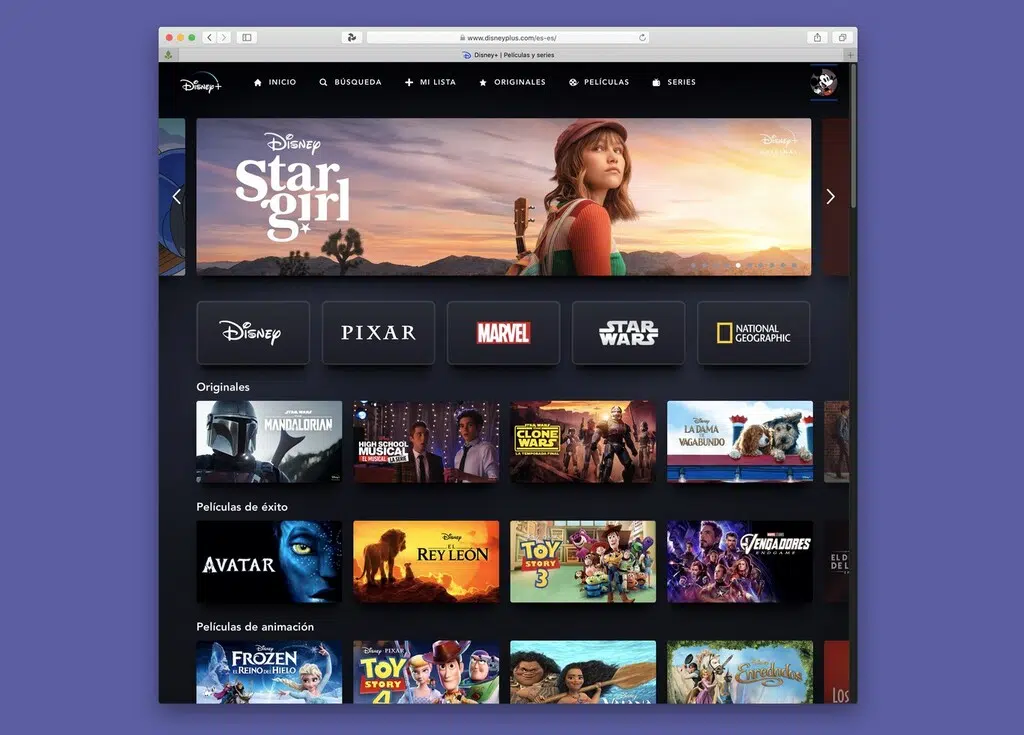 www.disneyplus.com/es-es/
Disney+ | Películas y series
Disney+
INICIO
BÚSQUEDA
MI LISTA
ORIGINALES
PELÍCULAS
SERIES
Disney
Star
girl
Disney+
ORIGINAL
Disney
PIXAR
MARVEL
STAR
WARS
NATIONAL
GEOGRAPHIC
Originales
STAR WARS
THE
MANDALORIAN
HIGH SCHOOL
MUSICAL
EL MUSICAL LA SERIE
STAR WARS
THE
CLONE
WARS
LA TEMPORADA FINAL
Disney
LA DAMA
Y EL
VAGABUNDO
Películas de éxito
AVATAR
Disney
EL
REY LEÓN
TOY
STORY
3
VENGADORES
ENDGAME
Películas de animación
Disney
FROZEN
EL REINO DEL HIELO
Disney · PIXAR
TOY
STORY
4
Enredados
LOS